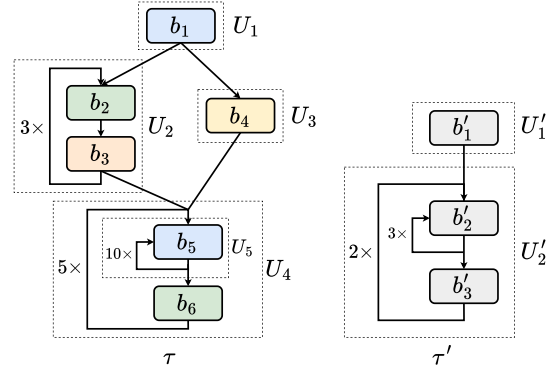 b₁ U₁
b₂
3× U₂
b₃
b₄ U₃
b₅ U₅
10×
5× U₄
b₆
τ
b′₁ U′₁
b′₂
3×
2× U′₂
b′₃
τ′